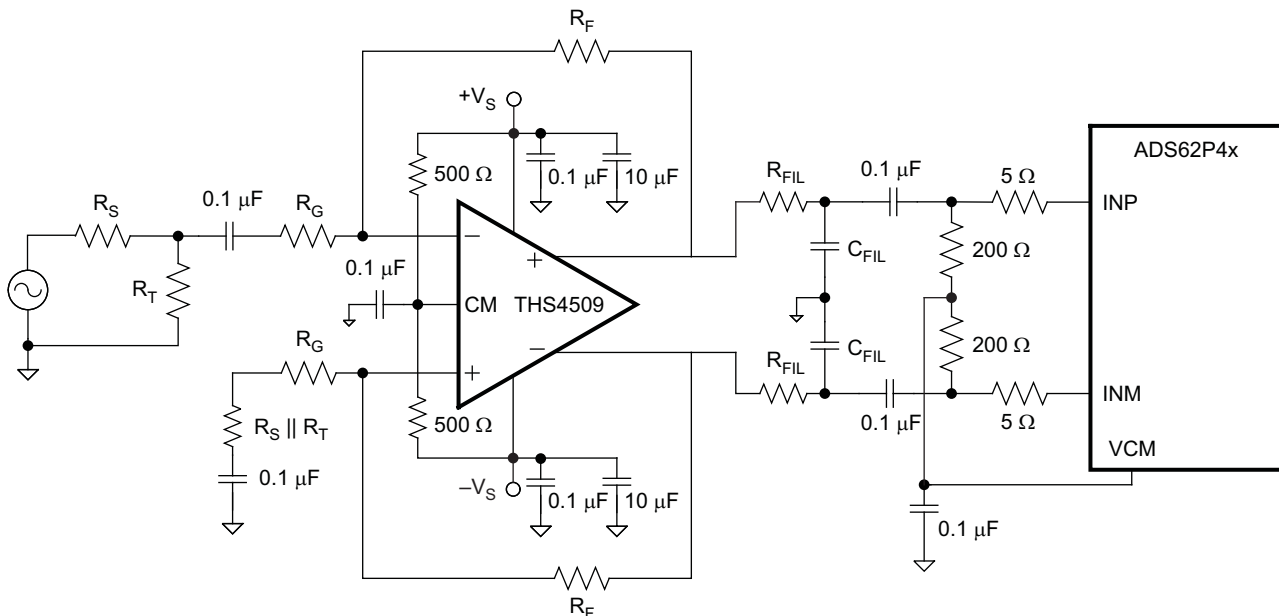 R_F
+V_S
ADS62P4x
500 Ω
0.1 μF
10 μF
R_S
0.1 μF
R_G
R_FIL
0.1 μF
5 Ω
INP
−
+
0.1 μF
C_FIL
200 Ω
R_T
CM
THS4509
R_G
−
C_FIL
200 Ω
+
R_FIL
INM
R_S || R_T
500 Ω
0.1 μF
5 Ω
VCM
0.1 μF
−V_S
0.1 μF
10 μF
0.1 μF
R_F